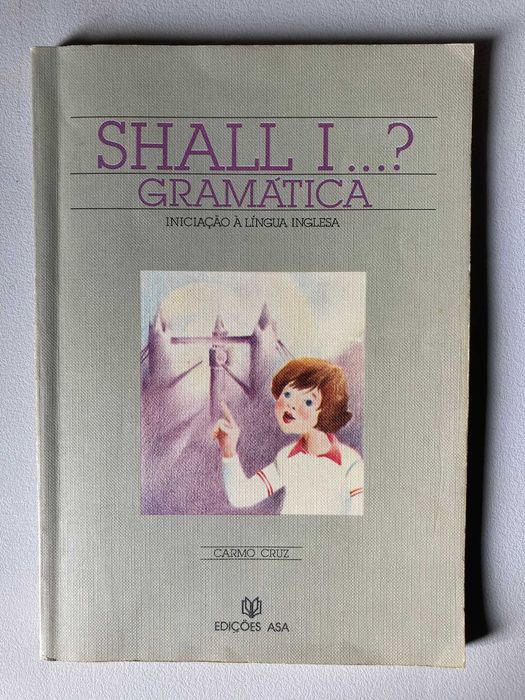 SHALL I ...?
GRAMÁTICA
INICIAÇÃO À LÍNGUA INGLESA
CARMO CRUZ
EDIÇÕES ASA